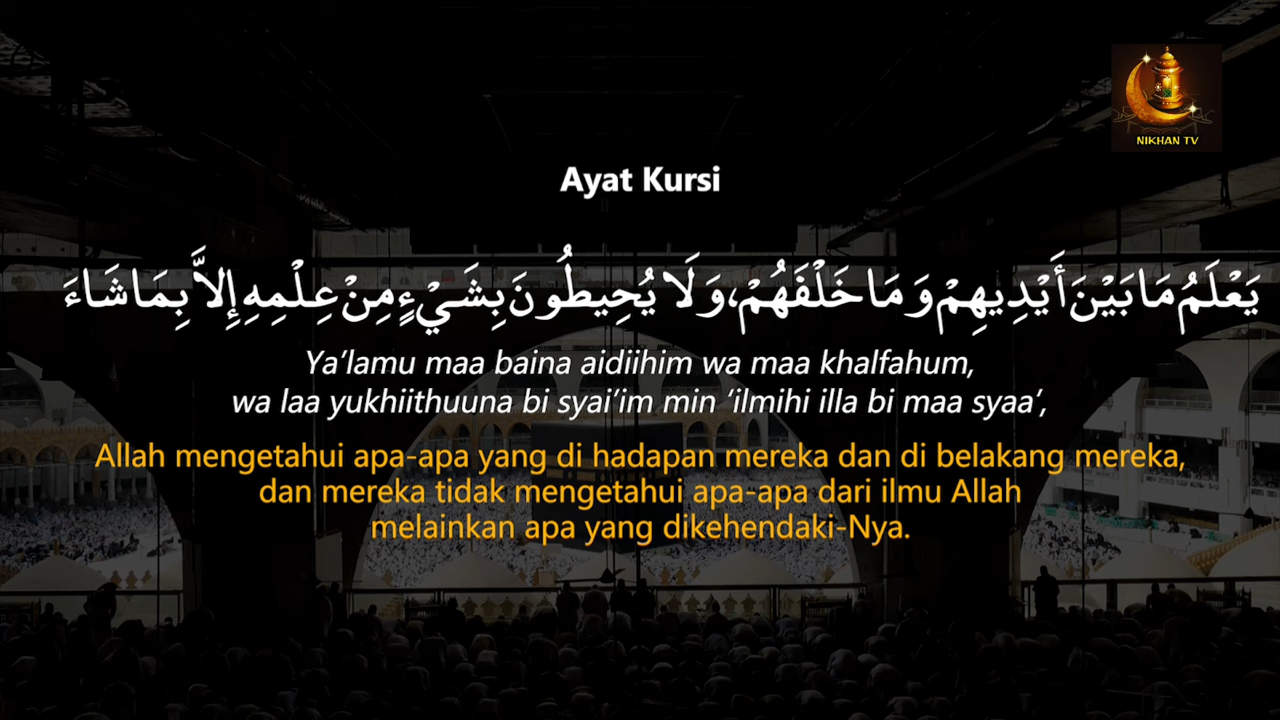 NIKHAN TV
Ayat Kursi
يَعْلَمُ مَا بَيْنَ أَيْدِيهِمْ وَمَا خَلْفَهُمْ، وَلَا يُحِيطُونَ بِشَيْءٍ مِنْ عِلْمِهِ إِلاَّ بِمَا شَاءَ
Ya’lamu maa baina aidiihim wa maa khalfahum,
wa laa yukhiithuuna bi syai’im min ‘ilmihi illa bi maa syaa’,
Allah mengetahui apa-apa yang di hadapan mereka dan di belakang mereka,
dan mereka tidak mengetahui apa-apa dari ilmu Allah
melainkan apa yang dikehendaki-Nya.